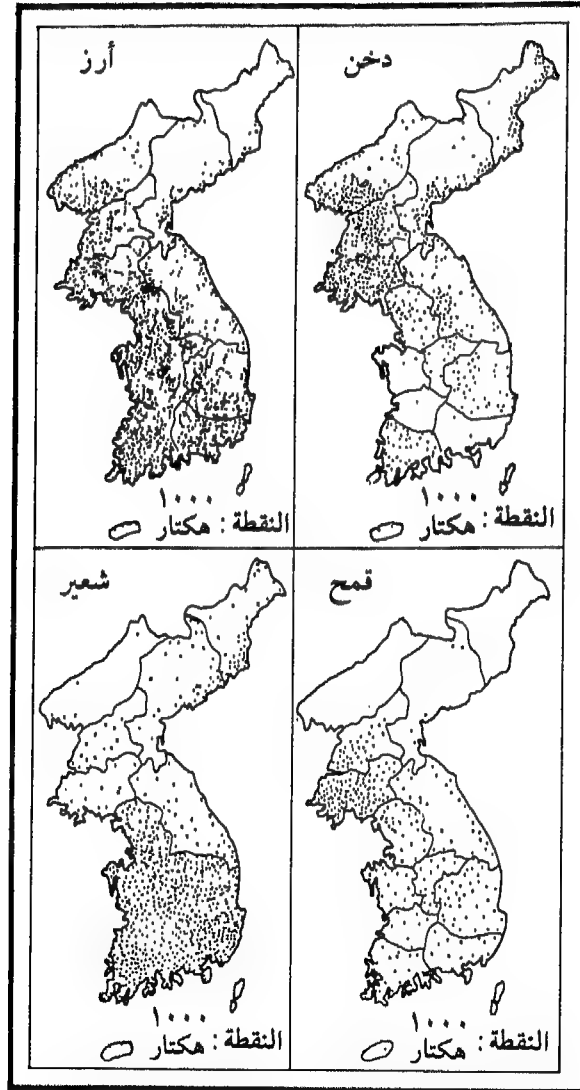 دخن
١٠٠٠
النقطة : هكتار
أرز
١٠٠٠
النقطة : هكتار
قمح
١٠٠٠
النقطة : هكتار
شعير
١٠٠٠
النقطة : هكتار